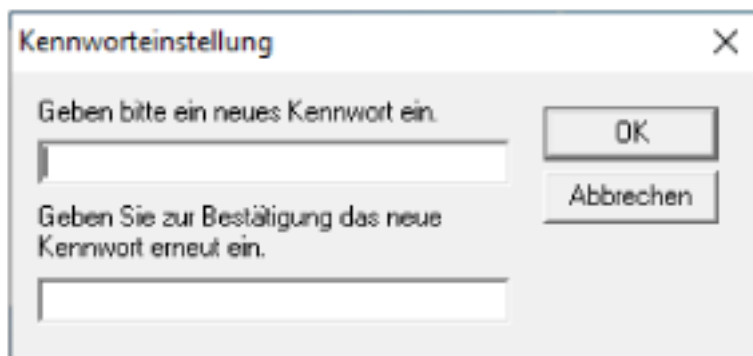 Kennworteinstellung
Geben bitte ein neues Kennwort ein.
OK
Abbrechen
Geben Sie zur Bestätigung das neue
Kennwort erneut ein.